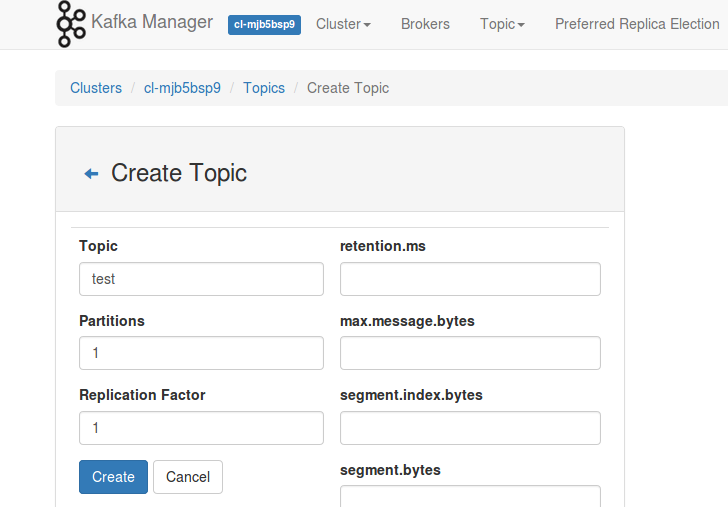 Kafka Manager cl-mjb5bsp9 Cluster Brokers Topic Preferred Replica Election
Clusters / cl-mjb5bsp9 / Topics / Create Topic
Create Topic
Topic
test
Partitions
1
Replication Factor
1
Create Cancel
retention.ms
max.message.bytes
segment.index.bytes
segment.bytes